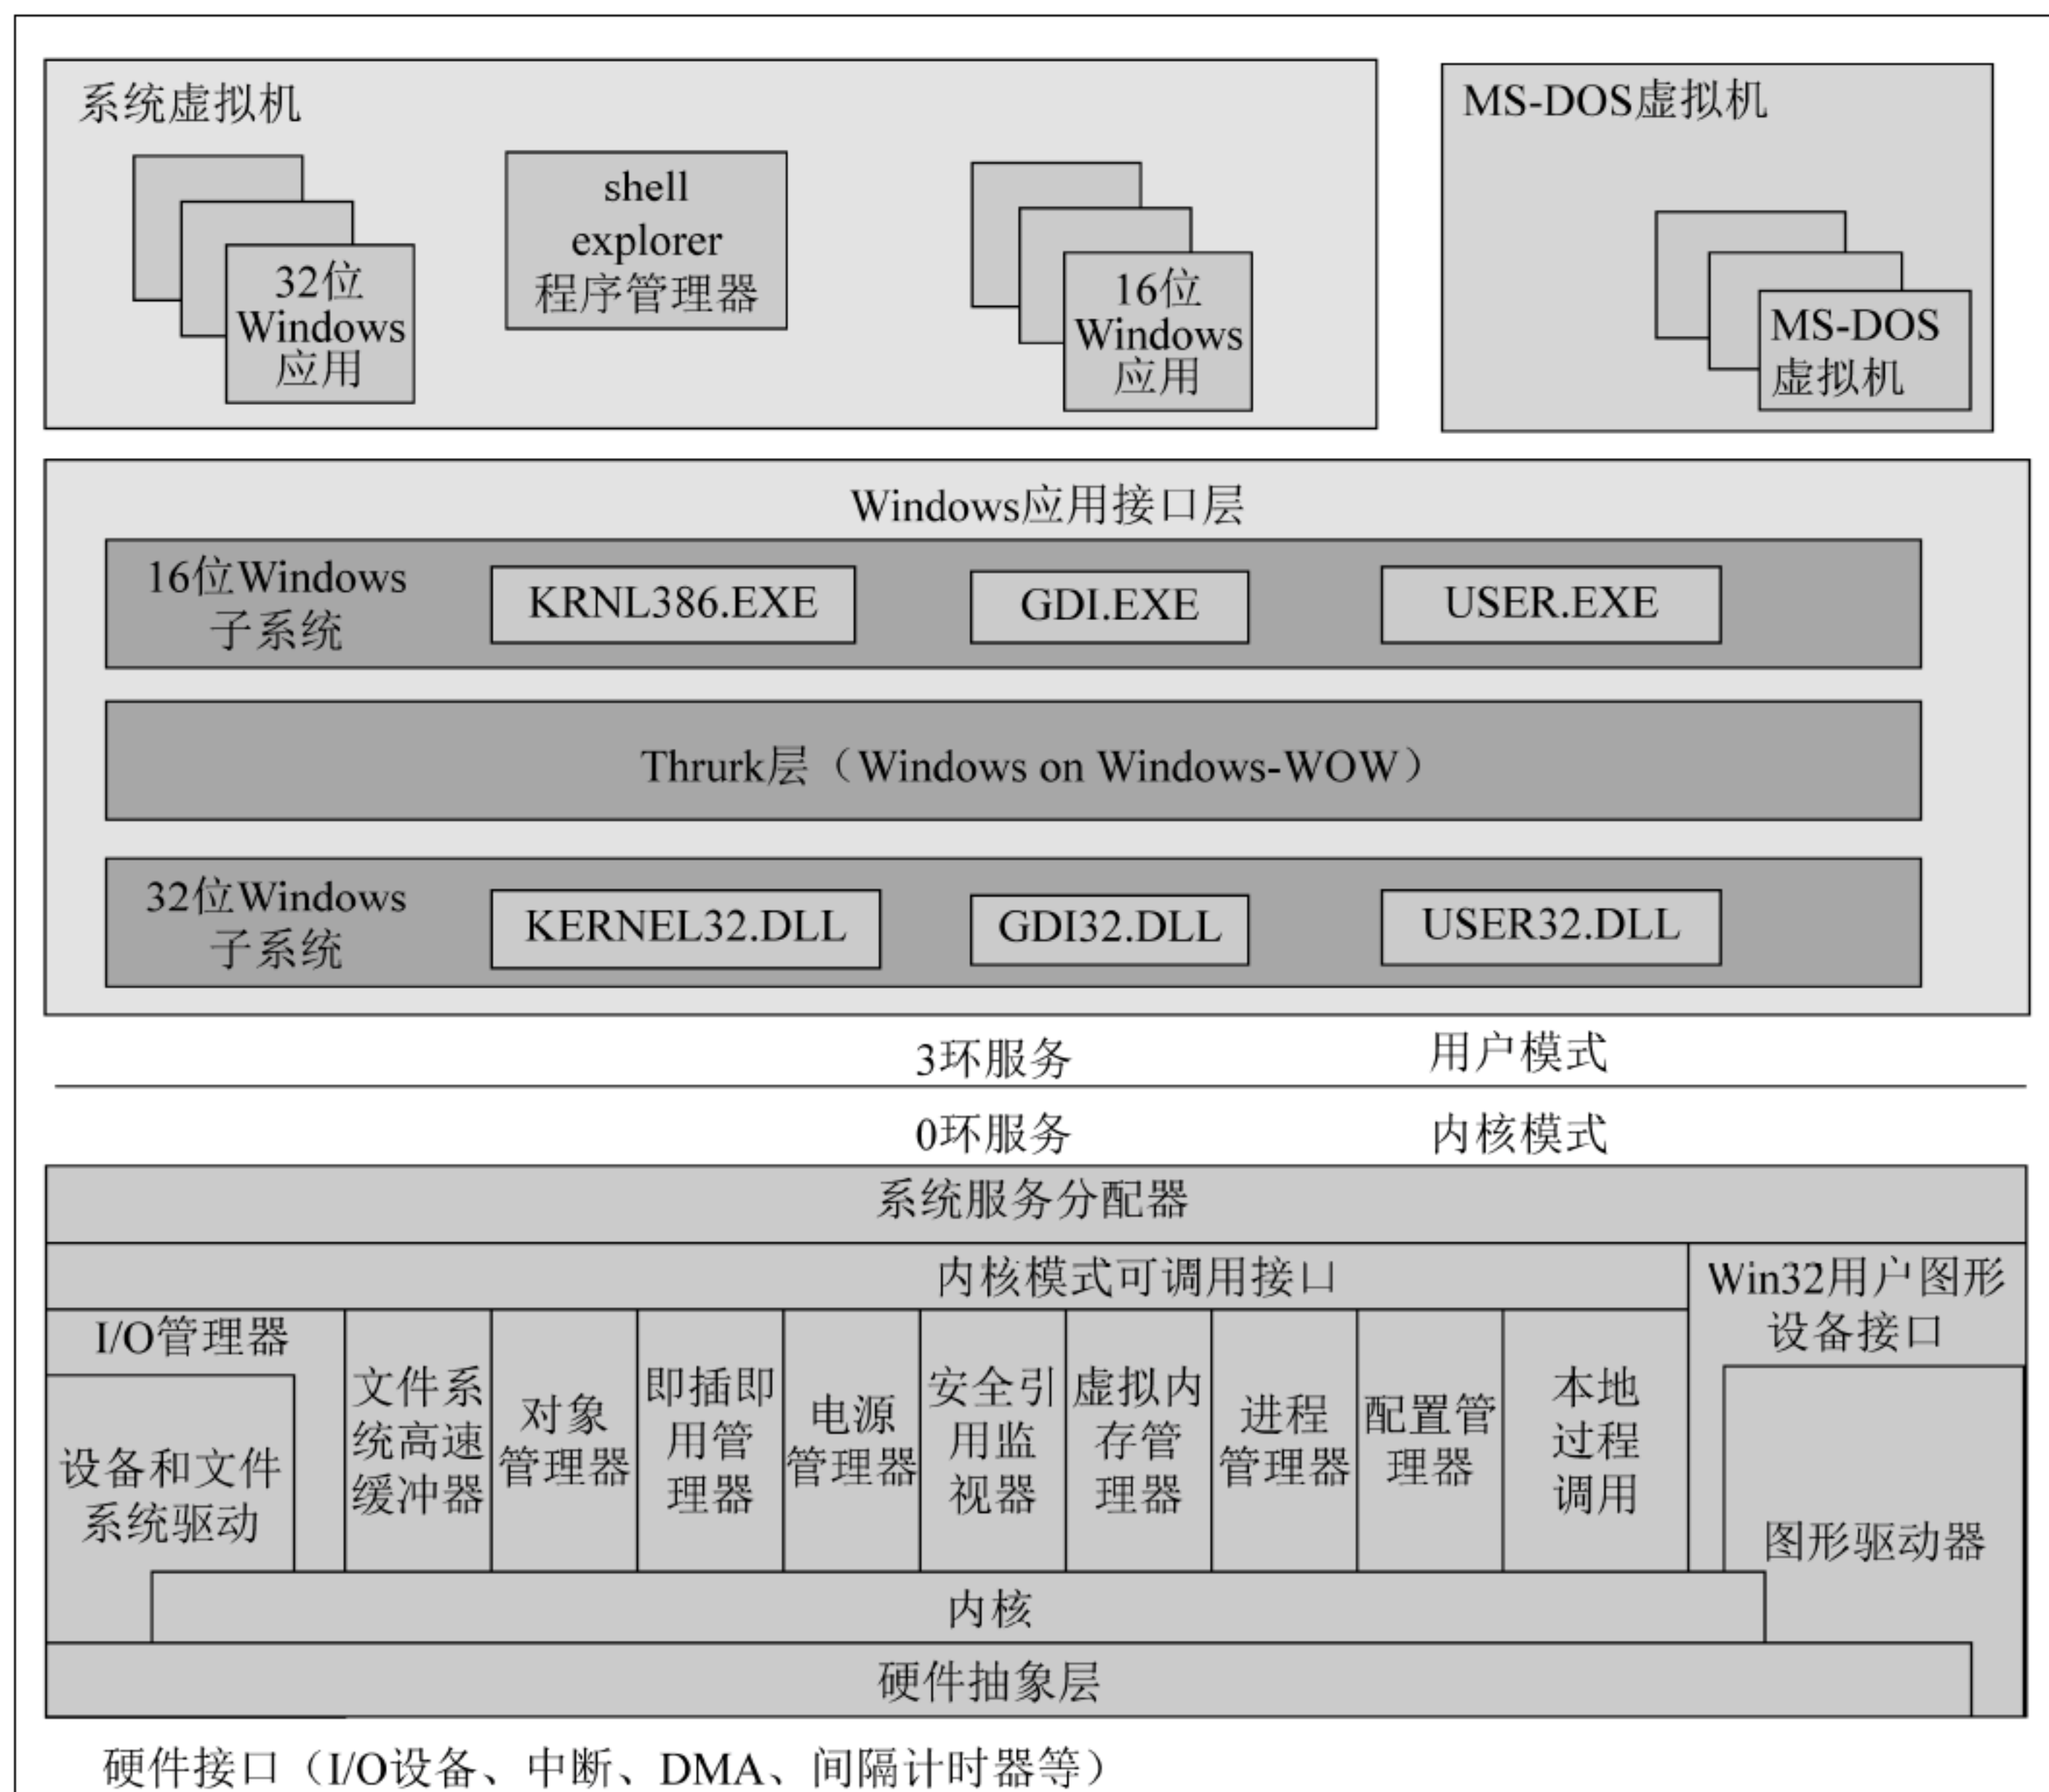 系统虚拟机
32位
Windows
应用
shell
explorer
程序管理器
16位
Windows
应用
MS-DOS虚拟机
MS-DOS
虚拟机
Windows应用接口层
16位Windows
子系统
KRNL386.EXE
GDI.EXE
USER.EXE
Thrurk层（Windows on Windows-WOW）
32位Windows
子系统
KERNEL32.DLL
GDI32.DLL
USER32.DLL
3环服务
用户模式
0环服务
内核模式
系统服务分配器
内核模式可调用接口
Win32用户图形
设备接口
I/O管理器
设备和文件
系统驱动
文件系
统高速
缓冲器
对象
管理器
即插即
用管
理器
电源
管理器
安全引
用监
视器
虚拟内
存管
理器
进程
管理器
配置管
理器
本地
过程
调用
图形驱动器
内核
硬件抽象层
硬件接口（I/O设备、中断、DMA、间隔计时器等）